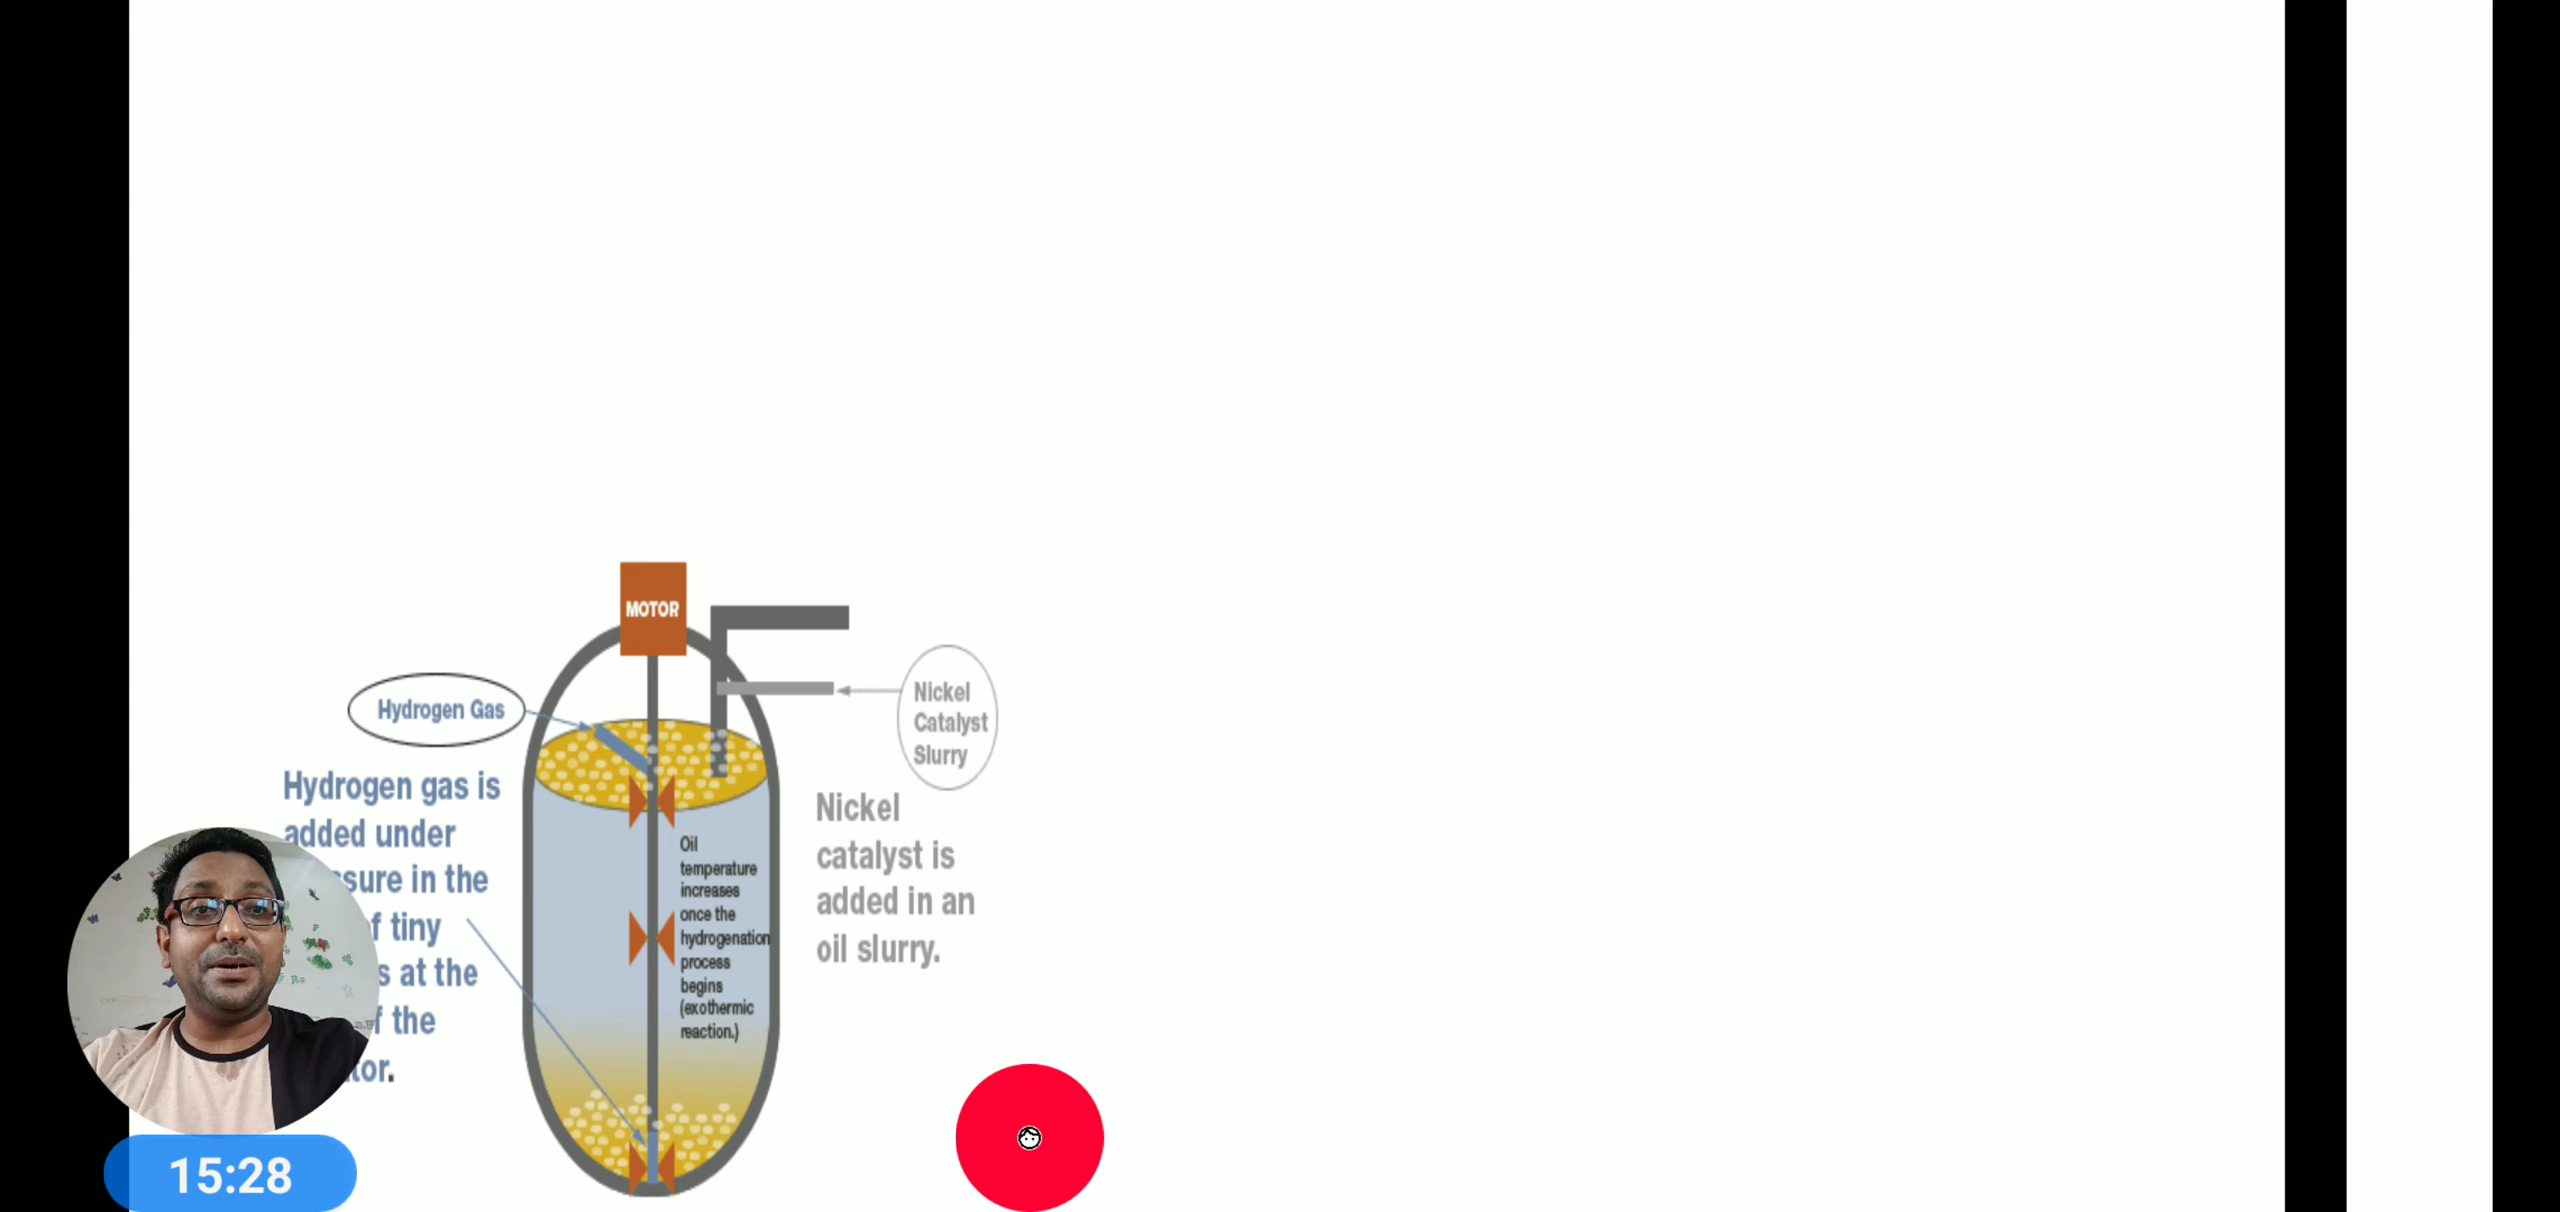 MOTOR
Hydrogen Gas
Nickel
Catalyst
Slurry
Hydrogen gas is
added under
sure in the
f tiny
s at the
f the
tor.
Oil
temperature
increases
once the
hydrogenation
process
begins
(exothermic
reaction.)
Nickel
catalyst is
added in an
oil slurry.
15:28